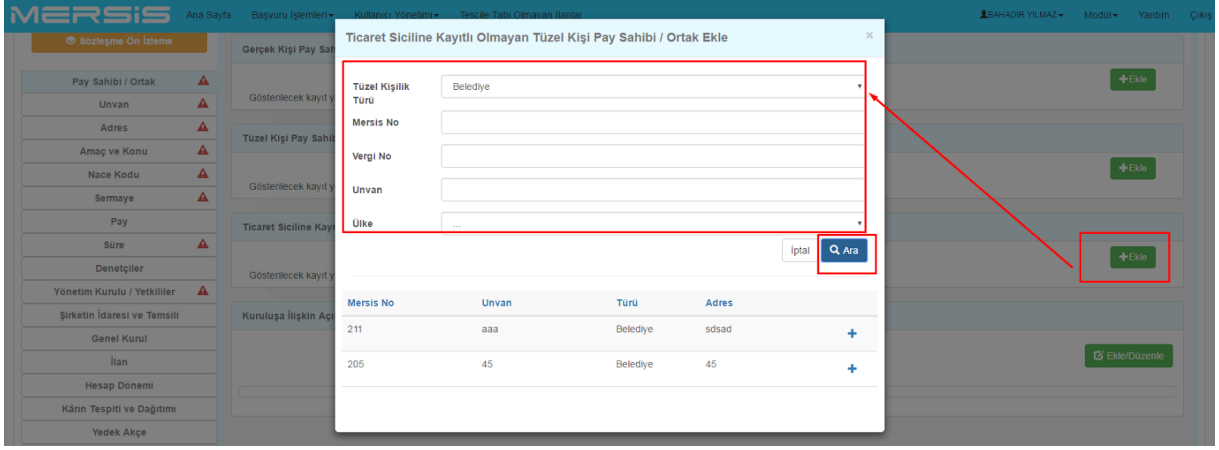 MERSIS Ana Sayfa Başvuru İşlemleri Kullanıcı Yönetimi Tescile Tabi Olmayan İlanlar BAHADIR YILMAZ Modül Yardım Çıkış
Sözleşme Ön İzleme
Pay Sahibi / Ortak
Unvan
Adres
Amaç ve Konu
Nace Kodu
Sermaye
Pay
Süre
Denetçiler
Yönetim Kurulu / Yetkililer
Şirketin İdaresi ve Temsili
Genel Kurul
İlan
Hesap Dönemi
Kârın Tespiti ve Dağıtımı
Yedek Akçe
Gerçek Kişi Pay Sah
+Ekle
Gösterilecek kayıt y
Tüzel Kişi Pay Sahib
+Ekle
Gösterilecek kayıt y
Ticaret Siciline Kayı
+Ekle
Gösterilecek kayıt y
Kuruluşa İlişkin Açı
Ekle/Düzenle
Ticaret Siciline Kayıtlı Olmayan Tüzel Kişi Pay Sahibi / Ortak Ekle ×
Tüzel Kişilik Türü Belediye
Mersis No
Vergi No
Unvan
Ülke ...
İptal Ara
Mersis No Unvan Türü Adres
211 aaa Belediye sdsad +
205 45 Belediye 45 +